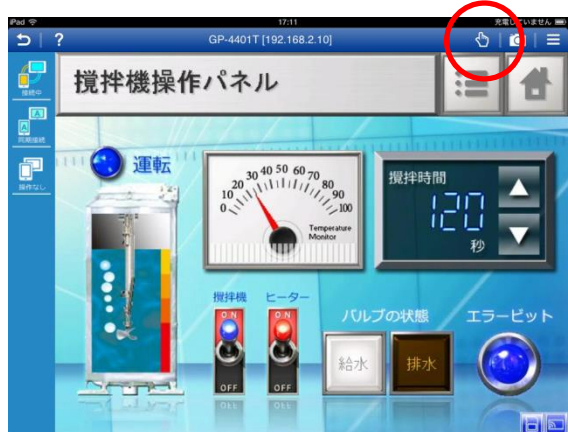 iPad 17:11 充電していません
? GP-4401T [192.168.2.10]
接続中
攪拌機操作パネル
A
A
同期接続
操作なし
運転
0 10 20 30 40 50 60 70 80 90 100
Temperature
Monitor
攪拌時間
120
秒
攪拌機 ヒーター
ON ON
OFF OFF
バルブの状態
給水 排水
エラービット